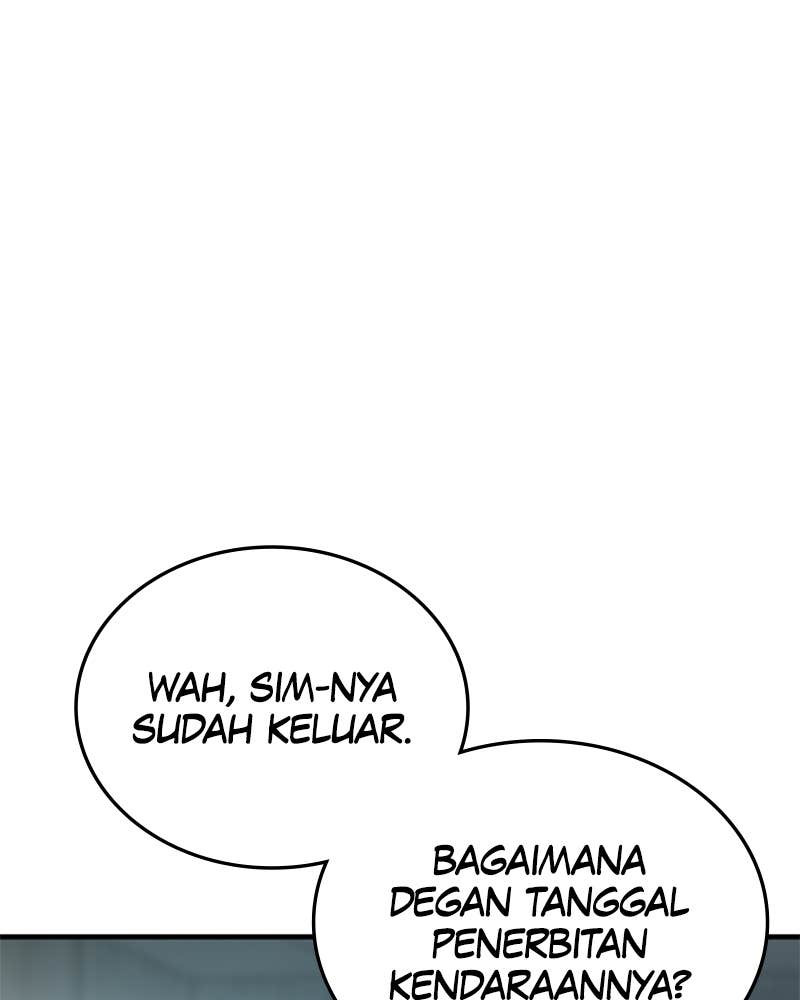 WAH, SIM-NYA
SUDAH KELUAR.
BAGAIMANA
DEGAN TANGGAL
PENERBITAN
KENDARAANNYA?